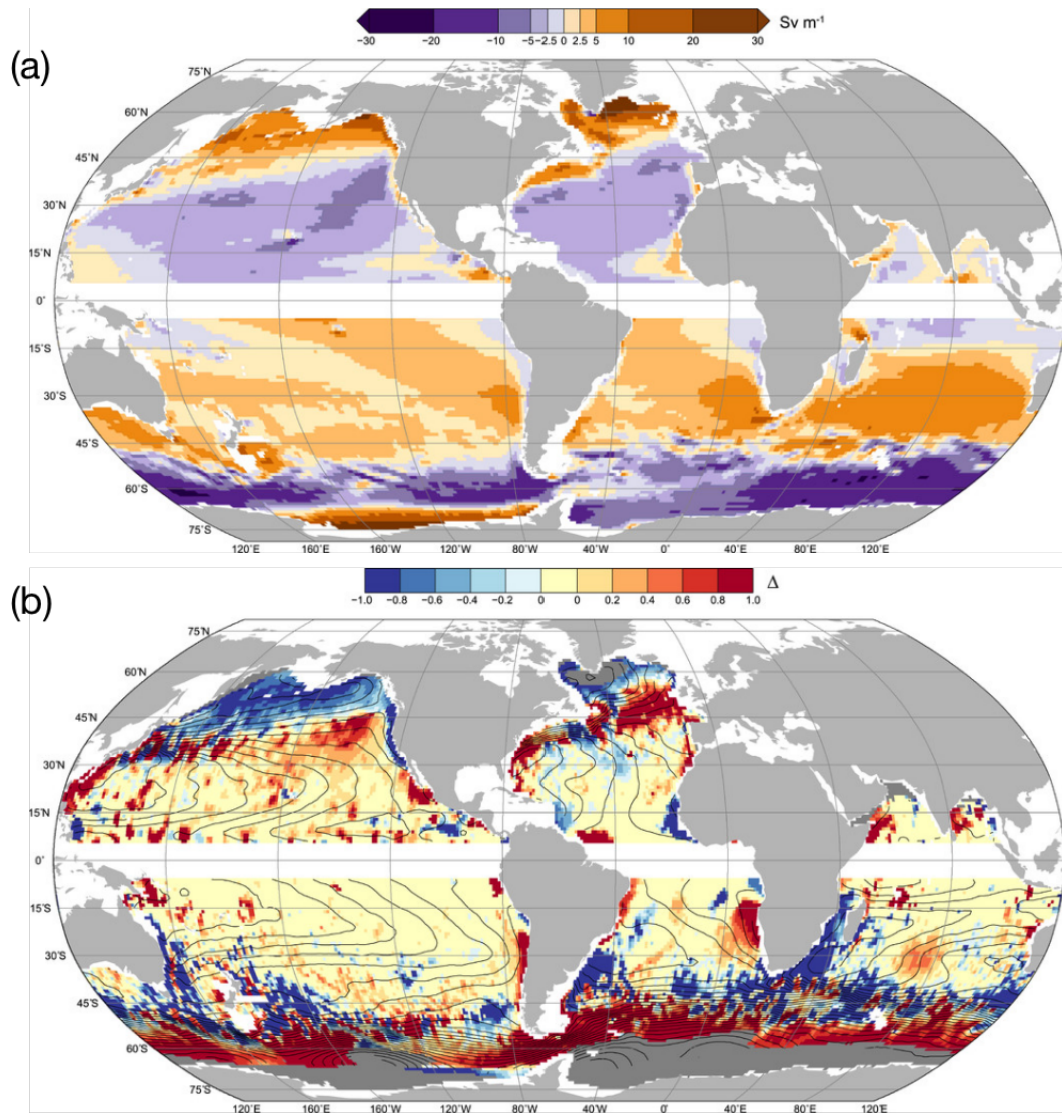 −30 −20 −10 −5 −2.5 0 2.5 5 10 20 30 Sv m⁻¹
(a)
75°N
60°N
45°N
30°N
15°N
0°
15°S
30°S
45°S
60°S
75°S
120°E 160°E 160°W 120°W 80°W 40°W 0° 40°E 80°E 120°E
−1.0 −0.8 −0.6 −0.4 −0.2 0 0.2 0.4 0.6 0.8 1.0 Δ
(b)
75°N
60°N
45°N
30°N
15°N
0°
15°S
30°S
45°S
60°S
75°S
120°E 160°E 160°W 120°W 80°W 40°W 0° 40°E 80°E 120°E